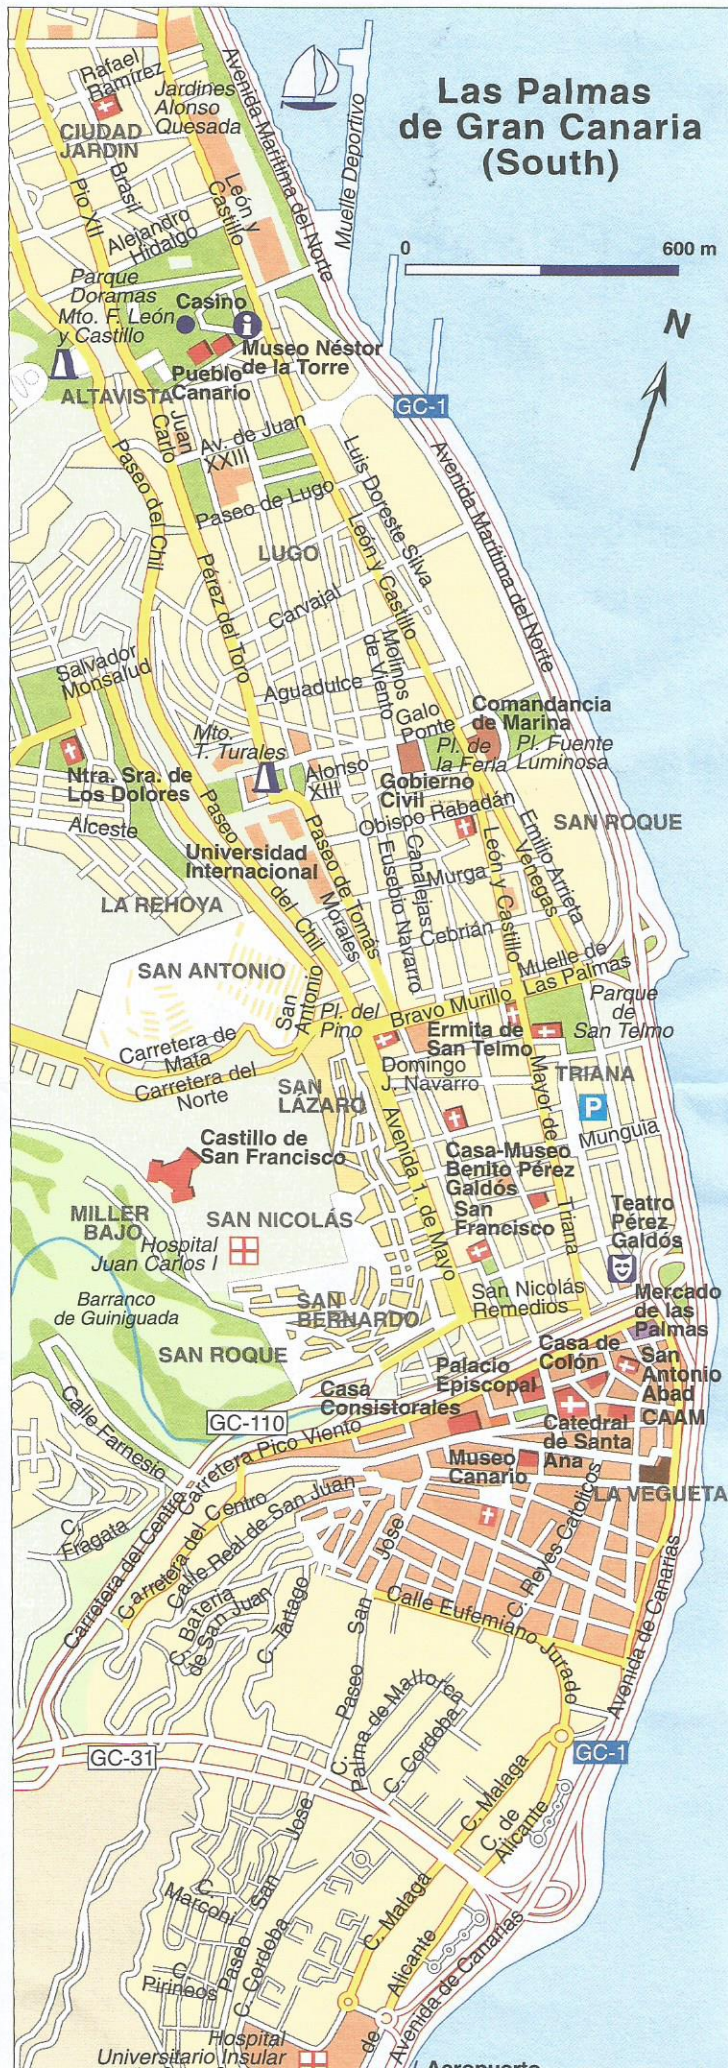 Las Palmas
de Gran Canaria
(South)
0
600 m
N
Rafael
Ramírez
Jardines
Alonso
Quesada
Avenida Marítima del Norte
Muelle Deportivo
CIUDAD
JARDIN
Pio XII
Brasil
León y
Castillo
Alejandro
Hidalgo
Parque
Doramas
Mto. F. León
y Castillo
Casino
i
Museo Néstor
de la Torre
Pueblo
Canario
ALTAVISTA
GC-1
Juan
Carlo
Av. de Juan
XXIII
Paseo del Chil
Luis Doreste Silva
Avenida Marítima del Norte
Paseo de Lugo
LUGO
León y Castillo
Pérez del Toro
Carvajal
Molinos
de Viento
Salvador
Monsalud
Aguadulce
Galo
Ponte
Comandancia
de Marina
Mto.
T. Turales
Pl. de
la Feria
Pl. Fuente
Luminosa
Ntra. Sra. de
Los Dolores
Alonso
XIII
Gobierno
Civil
Obispo Rabadán
SAN ROQUE
Alceste
Paseo
del Chil
Universidad
Internacional
Paseo de Tomás
Morales
Canalejas
Eusebio Navarro
Murga
León y Castillo
Emilio Arrieta
Venegas
LA REHOYA
Cebrián
SAN ANTONIO
San
Antonio
Muelle de
Las Palmas
Pl. del
Pino
Bravo Murillo
Parque
de
San Telmo
Carretera de
Mata
Ermita de
San Telmo
Carretera del
Norte
Domingo
J. Navarro
SAN
LÁZARO
TRIANA
P
Mayor de
Triana
Munguia
Avenida 1. de Mayo
Castillo de
San Francisco
Casa-Museo
Benito Pérez
Galdós
San
Francisco
Teatro
Pérez
Galdós
MILLER
BAJO
SAN NICOLÁS
Hospital
Juan Carlos I
San Nicolás
Remedios
Mercado
de las
Palmas
Barranco
de Guiniguada
SAN
BERNARDO
SAN ROQUE
Casa de
Colón
San
Antonio
Abad
Palacio
Episcopal
Casa
Consistorales
CAAM
GC-110
Catedral
de Santa
Ana
Calle Farnesio
Carretera Pico Viento
Museo
Canario
LA VEGUETA
C.
Fragata
Carretera del Centro
Carretera del Centro
Calle Real de San Juan
C. Reyes Catolicos
C. Batería
de San Juan
C. Tartago
Paseo San Jose
Calle Eufemiano Jurado
Avenida de Canarias
C.
Palma de Mallorca
C. Cordoba
GC-31
GC-1
C. Malaga
C. de
Alicante
C.
Marconi
Paseo San Jose
C. Cordoba
C. Malaga
C.
Pirineos
de Alicante
Avenida de Canarias
Hospital
Universitario Insular
Aeropuerto